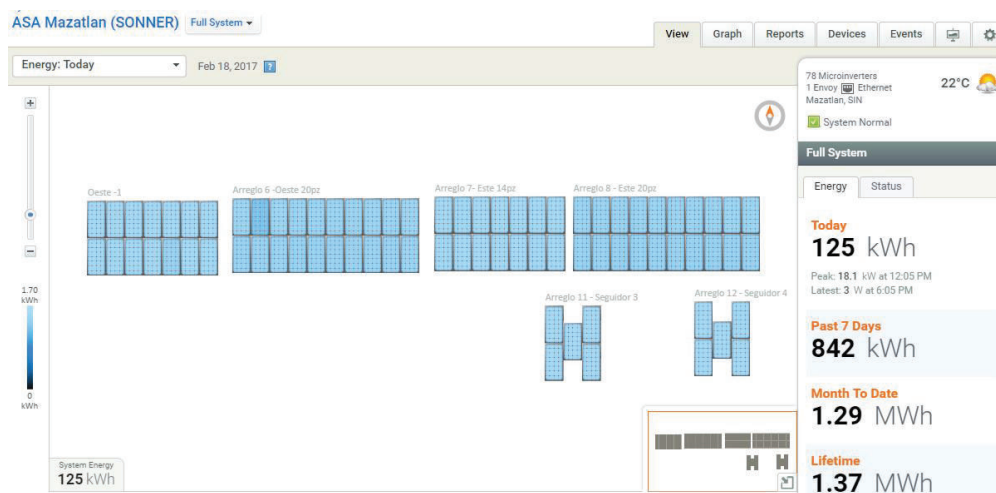 ASA Mazatlan (SONNER) Full System
View Graph Reports Devices Events
Energy: Today Feb 18, 2017 ?
78 Microinverters
1 Envoy Ethernet
Mazatlan, SIN
22°C
System Normal
Full System
Energy Status
Today
125 kWh
Peak: 18.1 kW at 12:05 PM
Latest: 3 W at 6:05 PM
Past 7 Days
842 kWh
Month To Date
1.29 MWh
Lifetime
1.37 MWh
Oeste -1
Arreglo 6 -Oeste 20pz
Arreglo 7- Este 14pz
Arreglo 8 - Este 20pz
Arreglo 11 - Seguidor 3
Arreglo 12 - Seguidor 4
1.70
kWh
0
kWh
System Energy
125 kWh